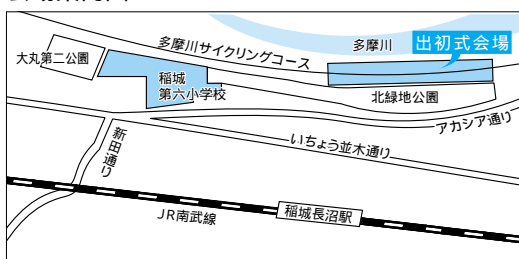 多摩川サイクリングコース
多摩川
出初式会場
大丸第二公園
稲城
第六小学校
北緑地公園
アカシア通り
いちょう並木通り
新田通り
JR南武線
稲城長沼駅